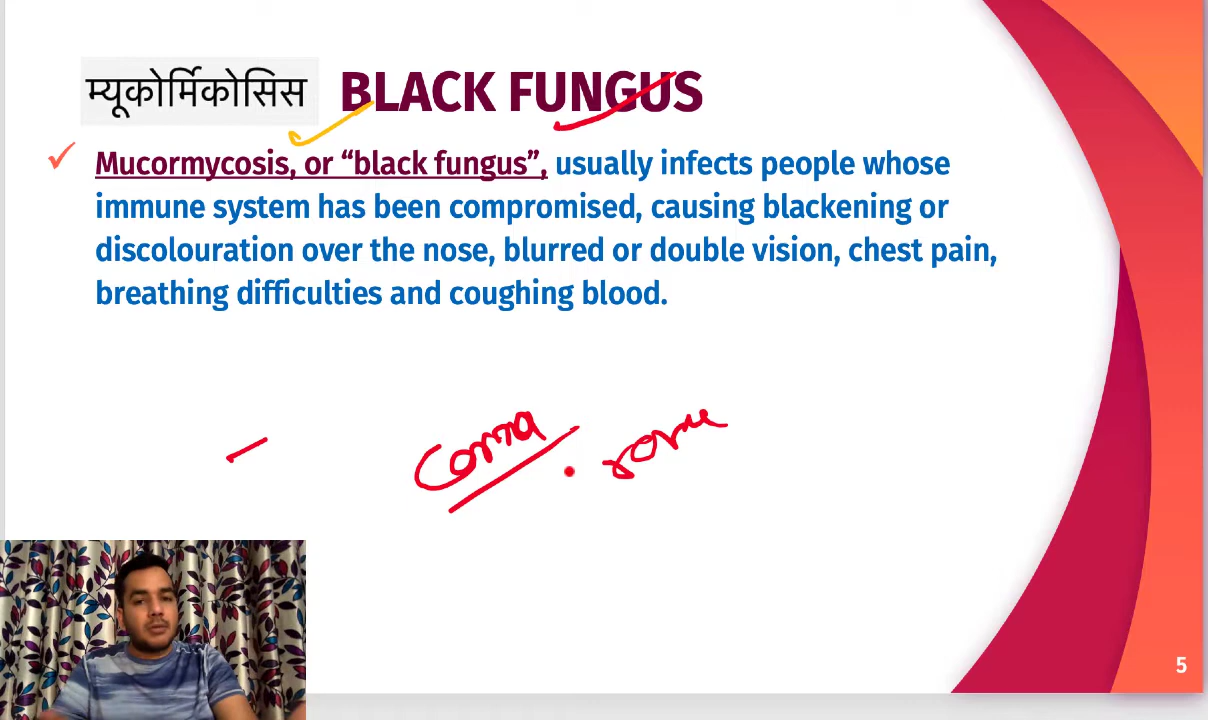 म्यूकोर्मिकोसिस BLACK FUNGUS
Mucormycosis, or “black fungus”, usually infects people whose
immune system has been compromised, causing blackening or
discolouration over the nose, blurred or double vision, chest pain,
breathing difficulties and coughing blood.
5